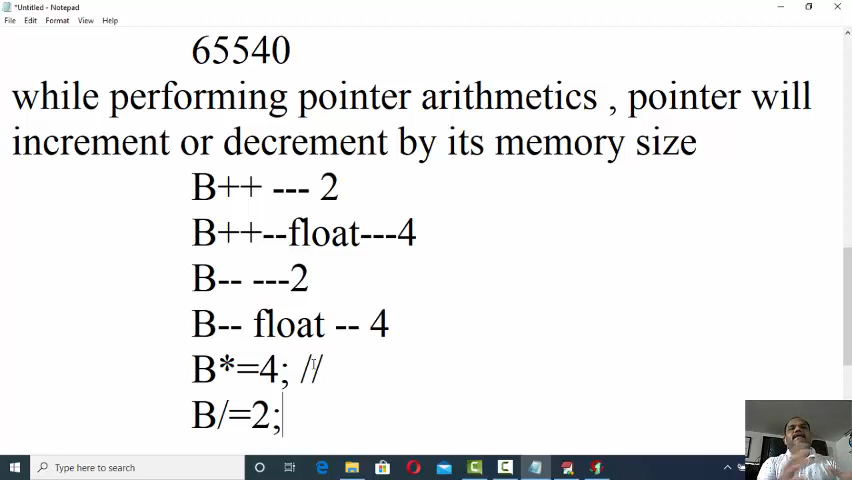 *Untitled - Notepad
File Edit Format View Help
65540
while performing pointer arithmetics , pointer will
increment or decrement by its memory size
B++ --- 2
B++--float---4
B-- ---2
B-- float -- 4
B*=4; //
B/=2;
Type here to search